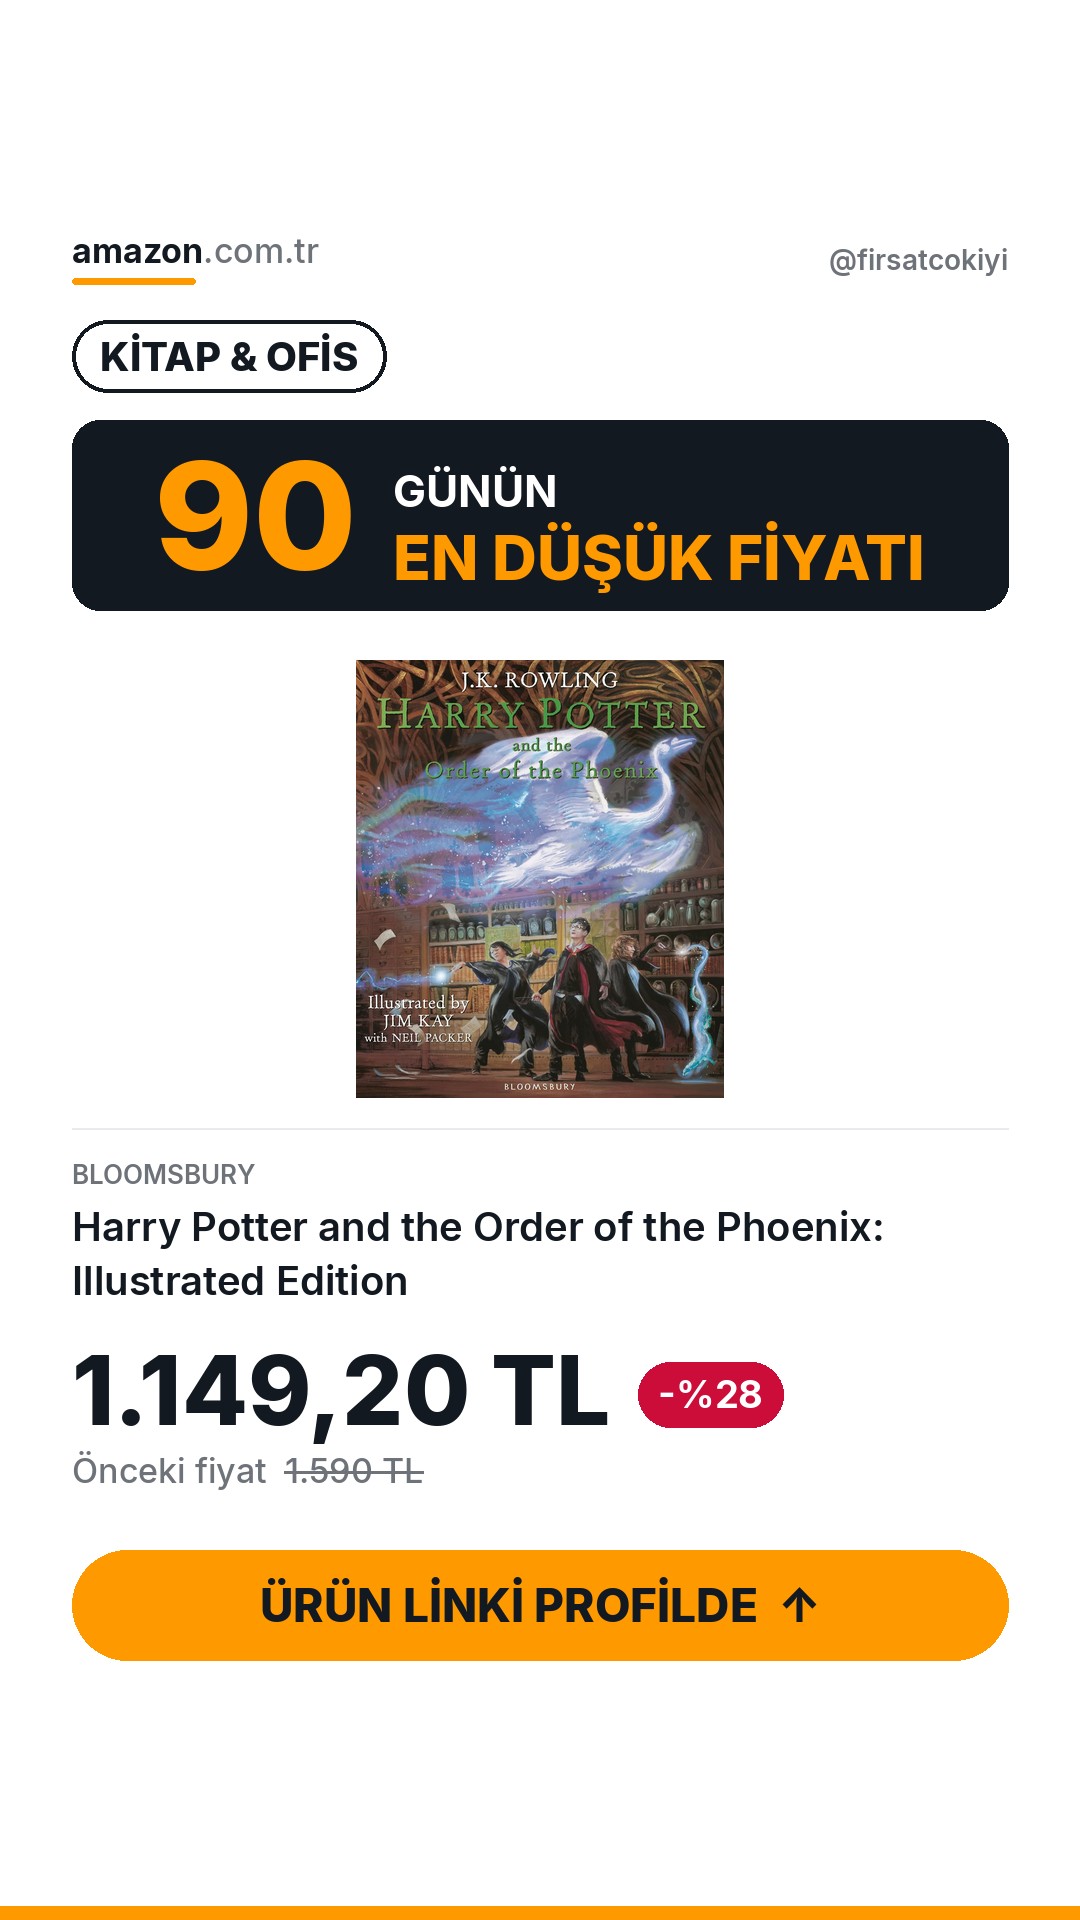 amazon.com.tr
@firsatcokiyi
KİTAP & OFİS
90 GÜNÜN
EN DÜŞÜK FİYATI
J.K. ROWLING
HARRY POTTER
and the
Order of the Phoenix
Illustrated by
JIM KAY
with NEIL PACKER
BLOOMSBURY
BLOOMSBURY
Harry Potter and the Order of the Phoenix:
Illustrated Edition
1.149,20 TL -%28
Önceki fiyat 1.590 TL
ÜRÜN LİNKİ PROFİLDE ↑